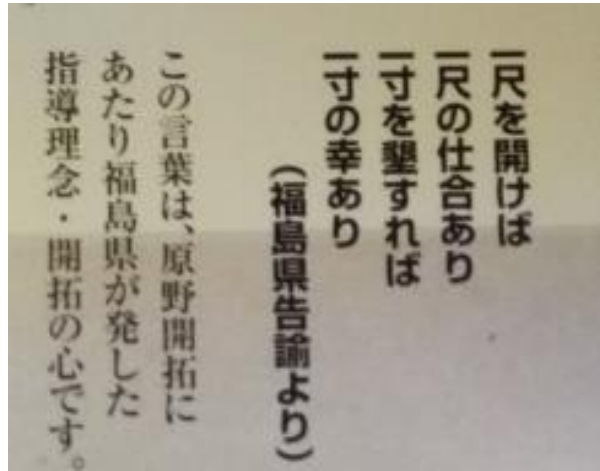 一尺を開けば
一尺の仕合あり
一寸を墾すれば
一寸の幸あり
(福島県告諭より)
この言葉は、原野開拓に
あたり福島県が発した
指導理念・開拓の心です。